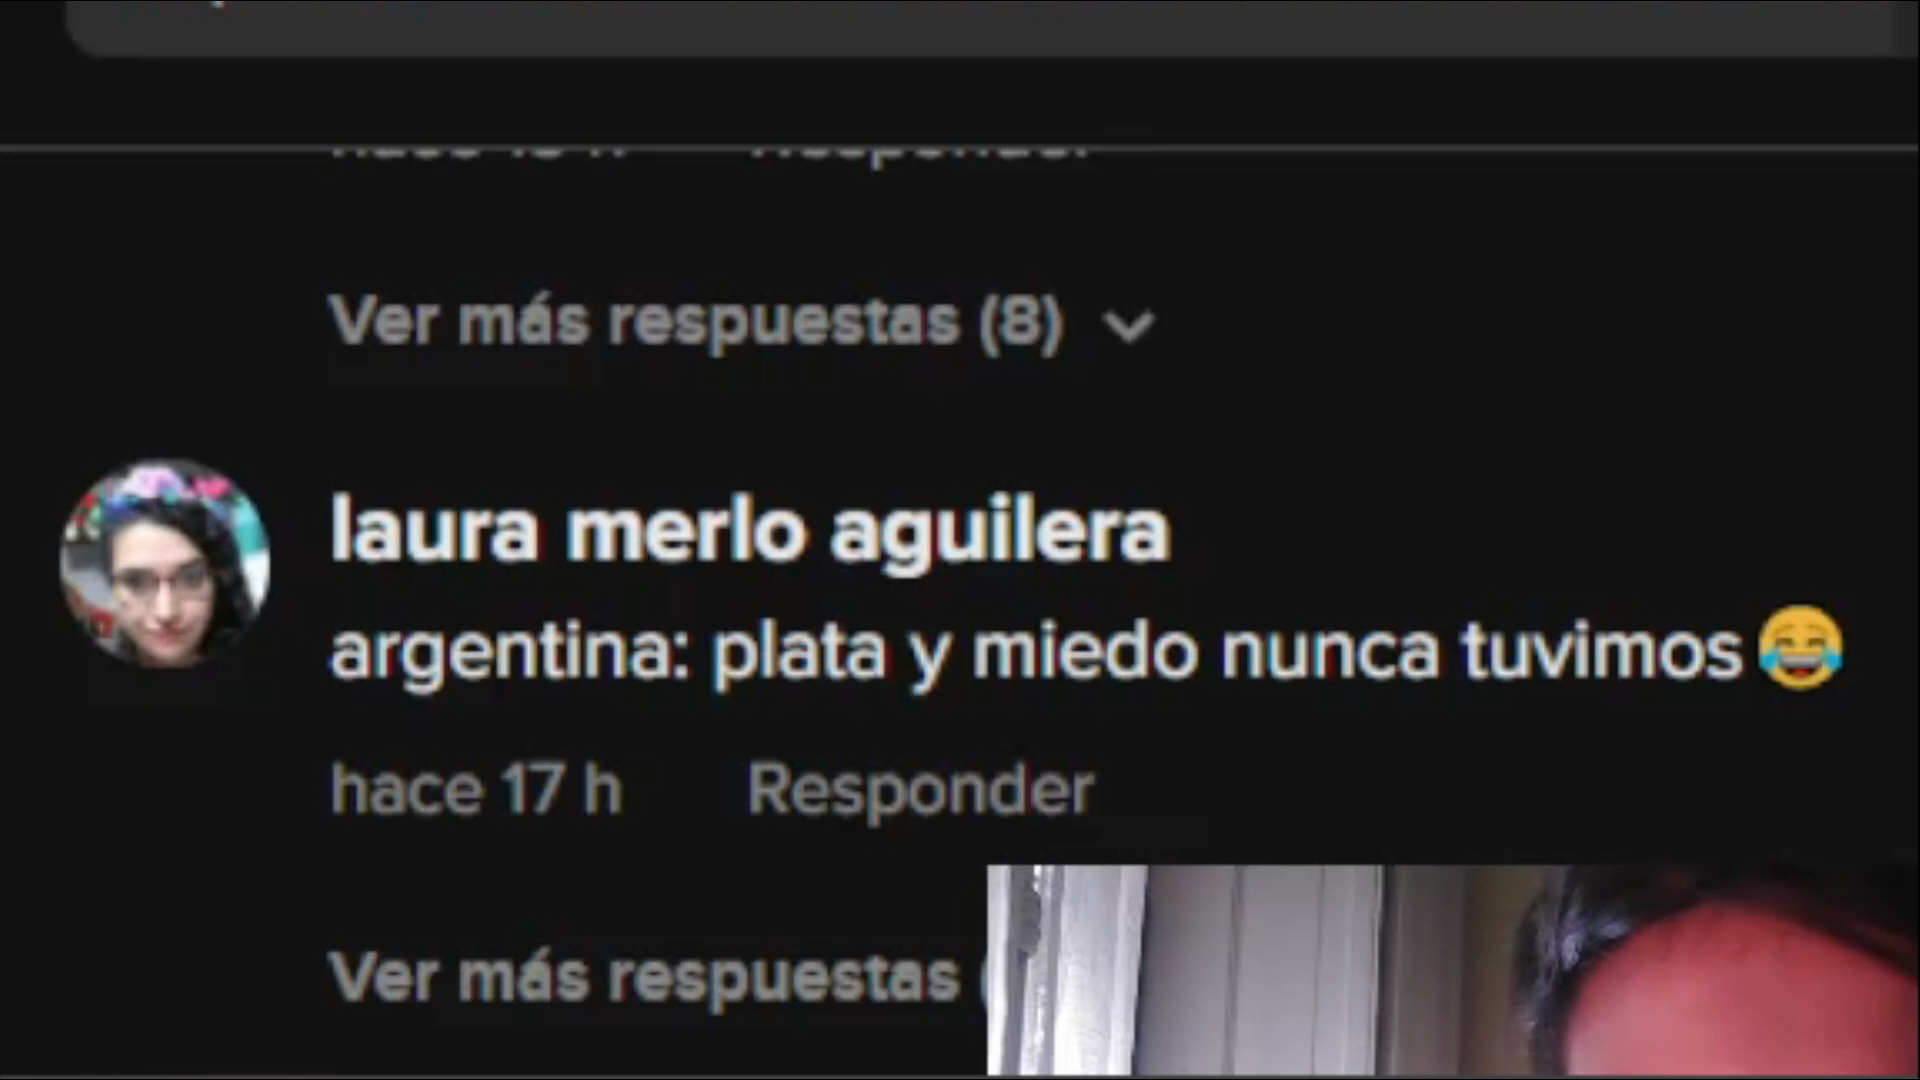 Ver más respuestas (8)
laura merlo aguilera
argentina: plata y miedo nunca tuvimos😂
hace 17 h Responder
Ver más respuestas